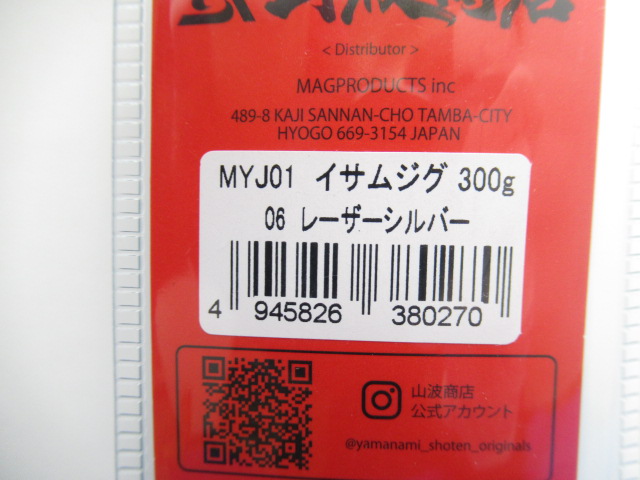 < Distributor >
MAGPRODUCTS inc
489-8 KAJI SANNAN-CHO TAMBA-CITY
HYOGO 669-3154 JAPAN
MYJ01 イサムジグ 300g
06 レーザーシルバー
4 945826 380270
山波商店
公式アカウント
@yamanami_shoten_originals